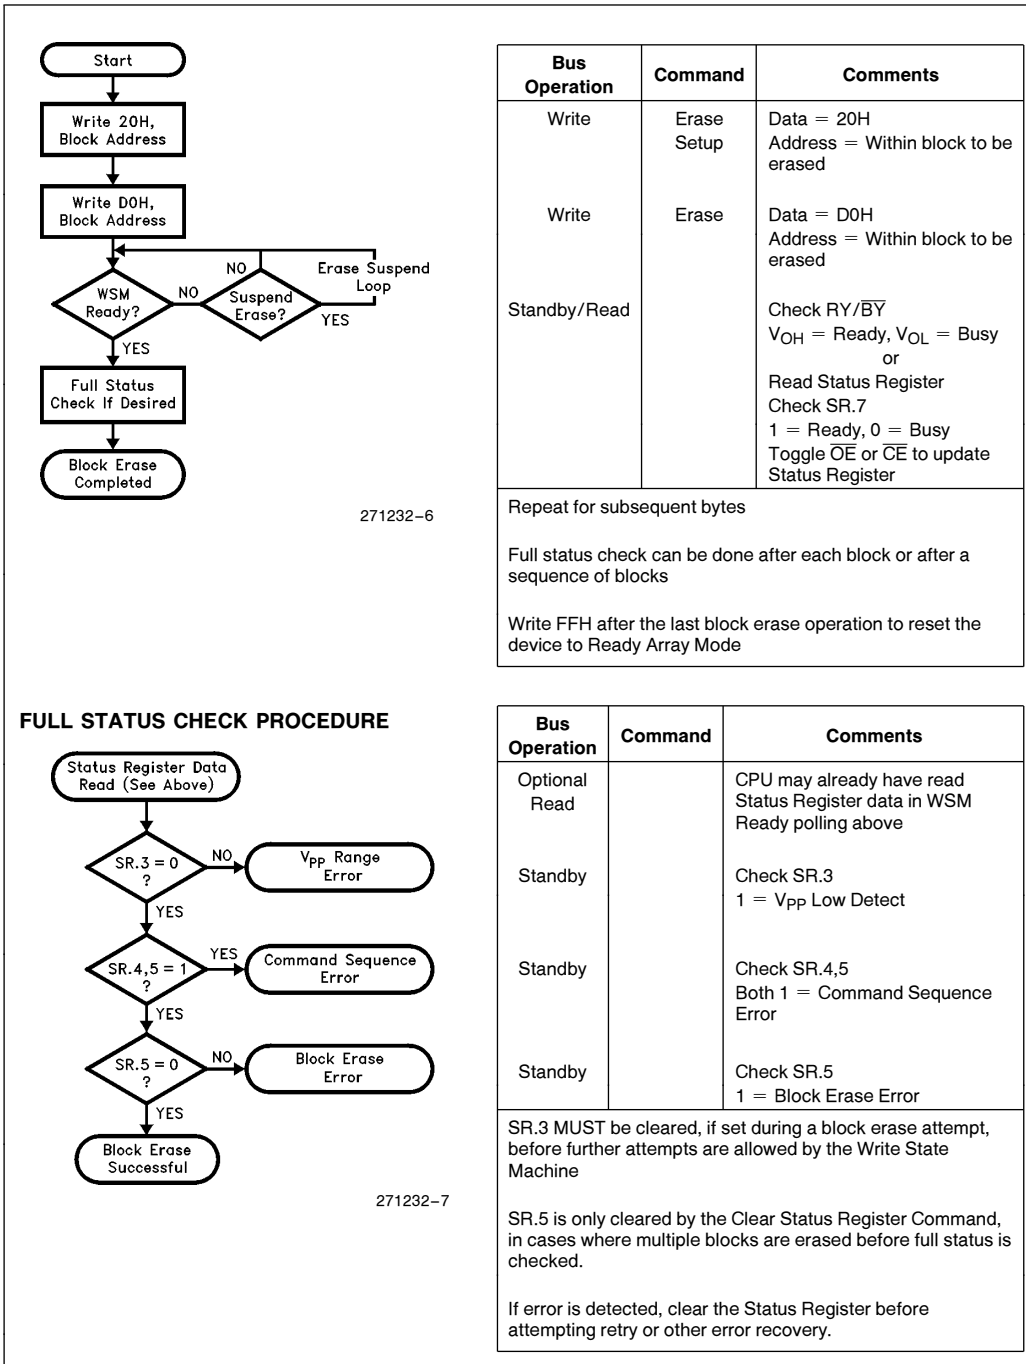 Start
Write 20H,
Block Address
Write D0H,
Block Address
NO
Erase Suspend
Loop
WSM
Ready?
NO
Suspend
Erase?
YES
YES
Full Status
Check If Desired
Block Erase
Completed
271232–6
Bus
Operation
Command
Comments
Write
Erase
Setup
Data = 20H
Address = Within block to be
erased
Write
Erase
Data = D0H
Address = Within block to be
erased
Standby/Read
Check RY/B̅Y̅
VOH = Ready, VOL = Busy
or
Read Status Register
Check SR.7
1 = Ready, 0 = Busy
Toggle O̅E̅ or C̅E̅ to update
Status Register
Repeat for subsequent bytes
Full status check can be done after each block or after a
sequence of blocks
Write FFH after the last block erase operation to reset the
device to Ready Array Mode
FULL STATUS CHECK PROCEDURE
Status Register Data
Read (See Above)
SR.3 = 0
?
NO
VPP Range
Error
YES
SR.4,5 = 1
?
YES
Command Sequence
Error
YES
SR.5 = 0
?
NO
Block Erase
Error
YES
Block Erase
Successful
271232–7
Bus
Operation
Command
Comments
Optional
Read
CPU may already have read
Status Register data in WSM
Ready polling above
Standby
Check SR.3
1 = VPP Low Detect
Standby
Check SR.4,5
Both 1 = Command Sequence
Error
Standby
Check SR.5
1 = Block Erase Error
SR.3 MUST be cleared, if set during a block erase attempt,
before further attempts are allowed by the Write State
Machine
SR.5 is only cleared by the Clear Status Register Command,
in cases where multiple blocks are erased before full status is
checked.
If error is detected, clear the Status Register before
attempting retry or other error recovery.